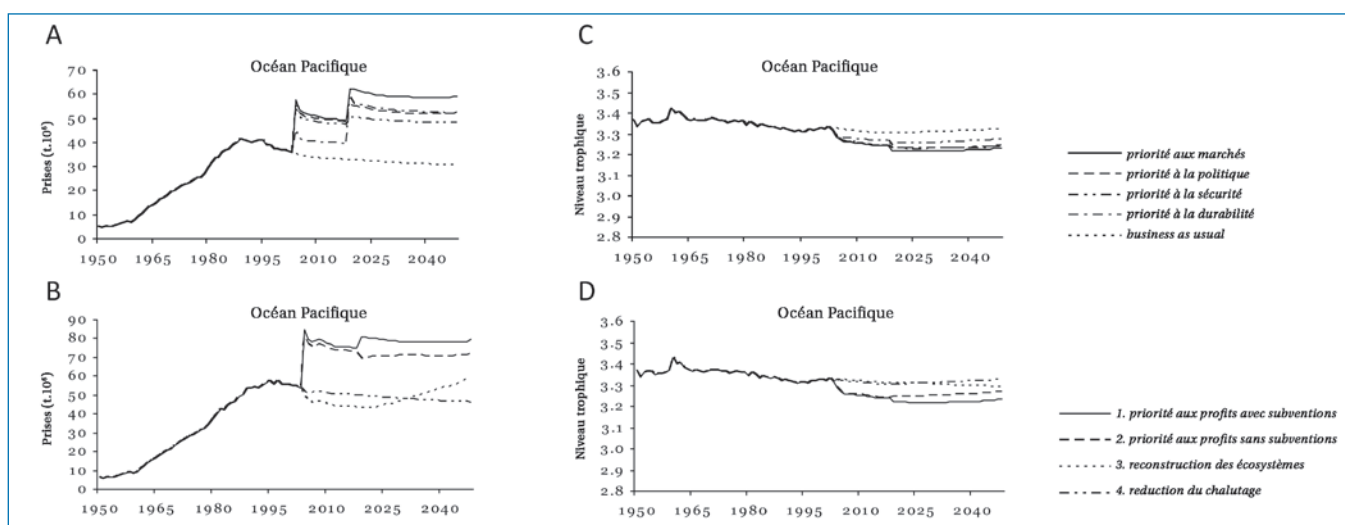 A
Océan Pacifique
Prises (t.10⁶)
70
60
50
40
30
20
10
0
1950 1965 1980 1995 2010 2025 2040
C
Océan Pacifique
Niveau trophique
3.6
3.5
3.4
3.3
3.2
3.1
3.0
2.9
2.8
1950 1965 1980 1995 2010 2025 2040
priorité aux marchés
priorité à la politique
priorité à la sécurité
priorité à la durabilité
business as usual
B
Océan Pacifique
Prises (t.10⁶)
90
80
70
60
50
40
30
20
10
0
1950 1965 1980 1995 2010 2025 2040
D
Océan Pacifique
Niveau trophique
3.6
3.5
3.4
3.3
3.2
3.1
3.0
2.9
2.8
1950 1965 1980 1995 2010 2025 2040
1. priorité aux profits avec subventions
2. priorité aux profits sans subventions
3. reconstruction des écosystèmes
4. reduction du chalutage